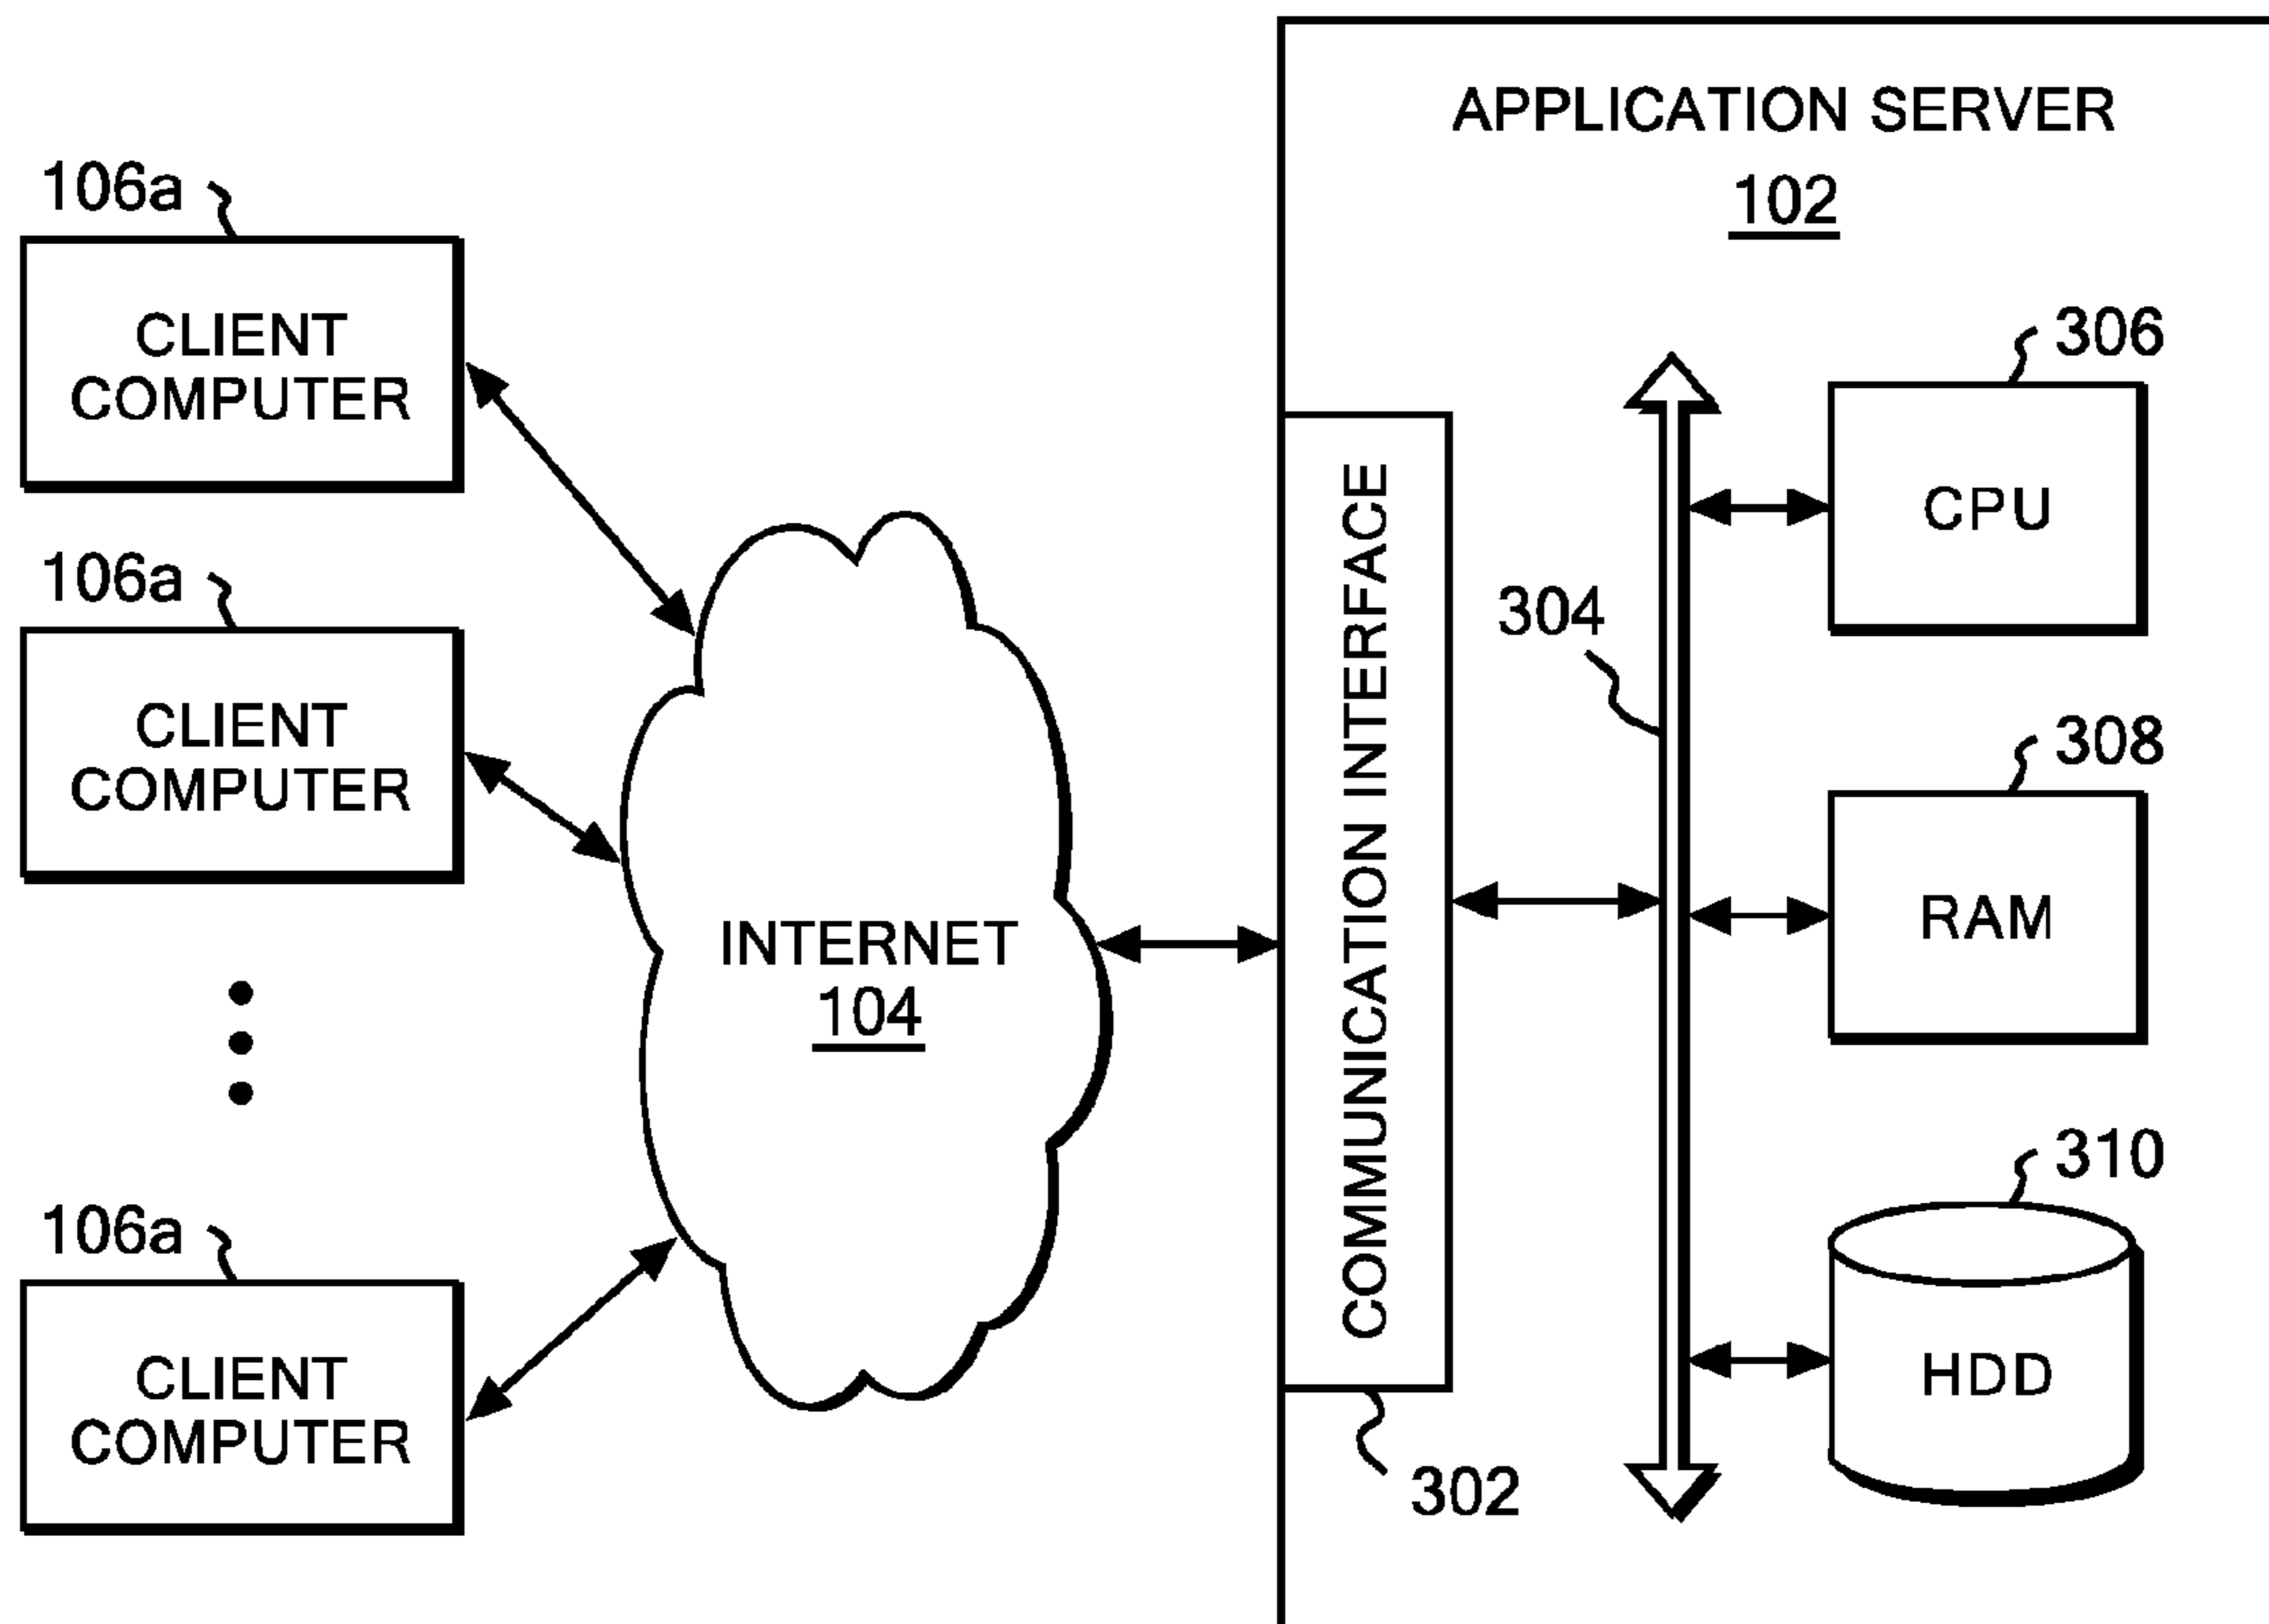 APPLICATION SERVER
102
106a
CLIENT
COMPUTER
106a
CLIENT
COMPUTER
106a
CLIENT
COMPUTER
INTERNET
104
COMMUNICATION INTERFACE
302
304
306
CPU
308
RAM
310
HDD